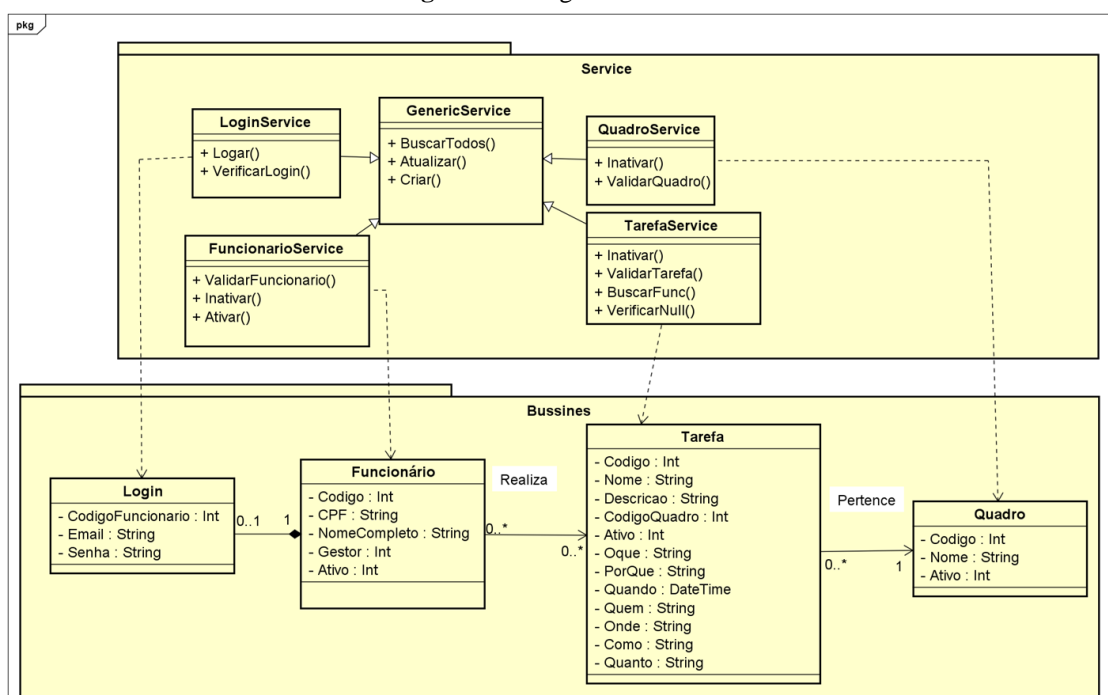 pkg
Service
LoginService
+ Logar()
+ VerificarLogin()
GenericService
+ BuscarTodos()
+ Atualizar()
+ Criar()
QuadroService
+ Inativar()
+ ValidarQuadro()
FuncionarioService
+ ValidarFuncionario()
+ Inativar()
+ Ativar()
TarefaService
+ Inativar()
+ ValidarTarefa()
+ BuscarFunc()
+ VerificarNull()
Bussines
Login
- CodigoFuncionario : Int
- Email : String
- Senha : String
0..1
1
Funcionário
- Codigo : Int
- CPF : String
- NomeCompleto : String
- Gestor : Int
- Ativo : Int
Realiza
0..*
0..*
Tarefa
- Codigo : Int
- Nome : String
- Descricao : String
- CodigoQuadro : Int
- Ativo : Int
- Oque : String
- PorQue : String
- Quando : DateTime
- Quem : String
- Onde : String
- Como : String
- Quanto : String
Pertence
0..*
1
Quadro
- Codigo : Int
- Nome : String
- Ativo : Int